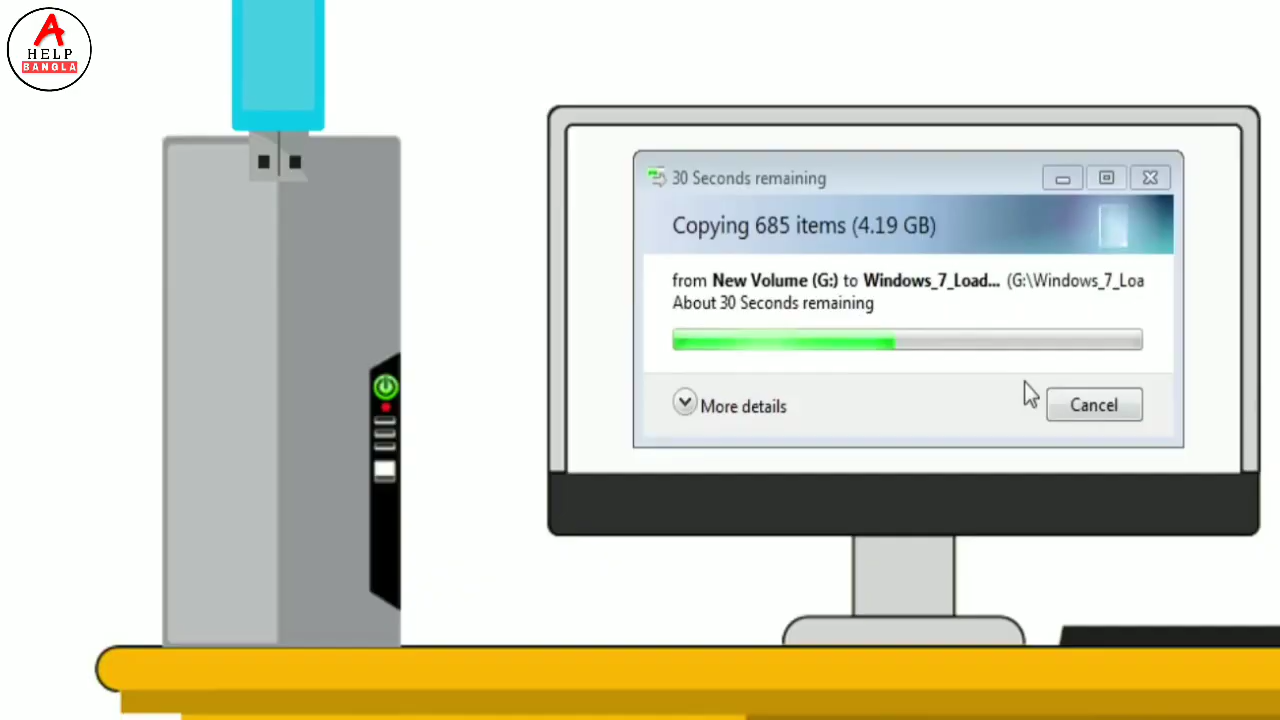 A
HELP
BANGLA
30 Seconds remaining
Copying 685 items (4.19 GB)
from New Volume (G:) to Windows_7_Load... (G:\Windows_7_Loa
About 30 Seconds remaining
More details
Cancel